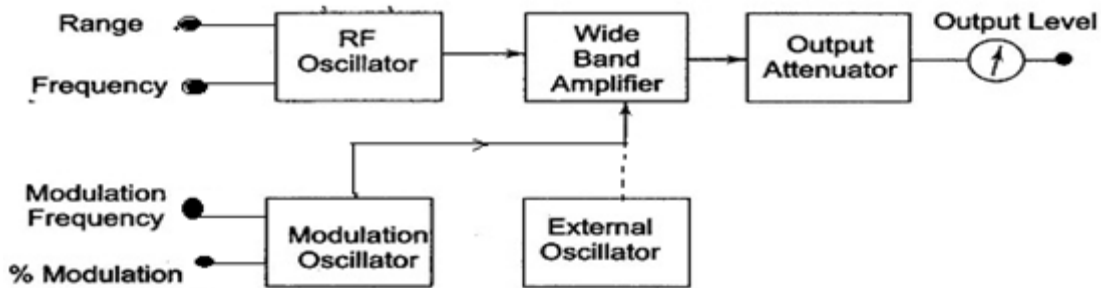 Range
Frequency
RF
Oscillator
Wide
Band
Amplifier
Output
Attenuator
Output Level
Modulation
Frequency
% Modulation
Modulation
Oscillator
External
Oscillator